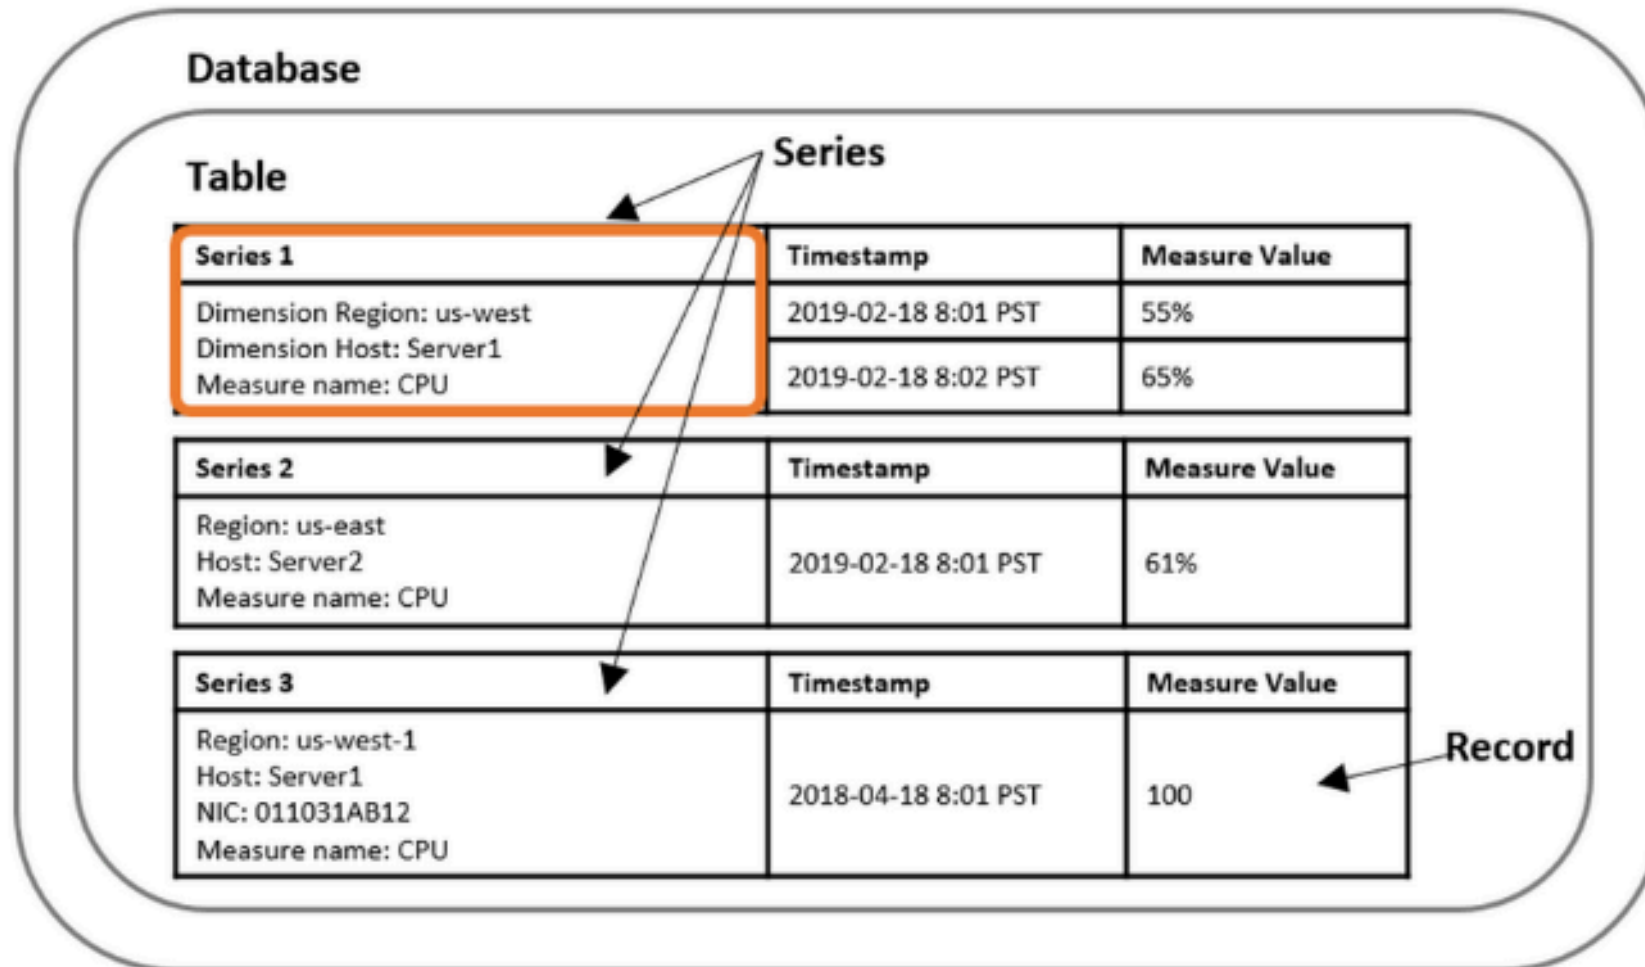 Database
Table
Series
Series 1 Timestamp Measure Value
Dimension Region: us-west
Dimension Host: Server1
Measure name: CPU
2019-02-18 8:01 PST 55%
2019-02-18 8:02 PST 65%
Series 2 Timestamp Measure Value
Region: us-east
Host: Server2
Measure name: CPU
2019-02-18 8:01 PST 61%
Series 3 Timestamp Measure Value
Region: us-west-1
Host: Server1
NIC: 011031AB12
Measure name: CPU
2018-04-18 8:01 PST 100
Record